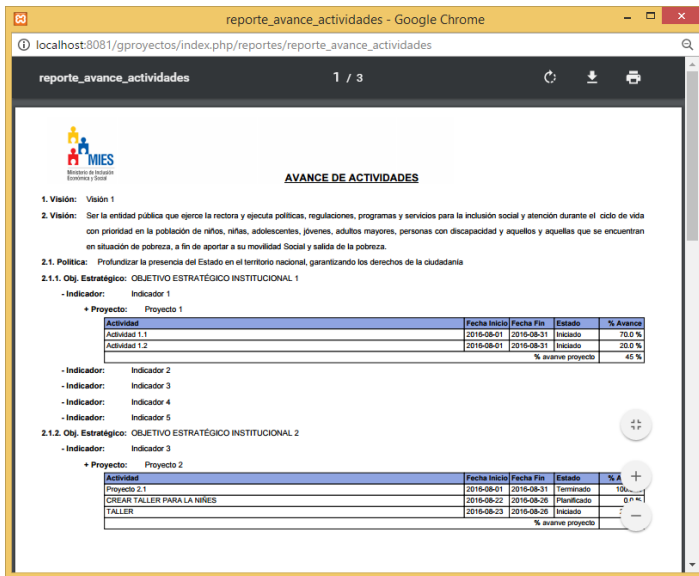 reporte_avance_actividades - Google Chrome
localhost:8081/gproyectos/index.php/reportes/reporte_avance_actividades
reporte_avance_actividades 1 / 3
MIES
Ministerio de Inclusión
Económica y Social
AVANCE DE ACTIVIDADES
1. Visión: Visión 1
2. Visión: Ser la entidad pública que ejerce la rectora y ejecuta políticas, regulaciones, programas y servicios para la inclusión social y atención durante el ciclo de vida
con prioridad en la población de niños, niñas, adolescentes, jóvenes, adultos mayores, personas con discapacidad y aquellos y aquellas que se encuentran
en situación de pobreza, a fin de aportar a su movilidad Social y salida de la pobreza.
2.1. Politica: Profundizar la presencia del Estado en el territorio nacional, garantizando los derechos de la ciudadanía
2.1.1. Obj. Estratégico: OBJETIVO ESTRATÉGICO INSTITUCIONAL 1
- Indicador: Indicador 1
+ Proyecto: Proyecto 1
Actividad Fecha Inicio Fecha Fin Estado % Avance
Actividad 1.1 2016-08-01 2016-08-31 Iniciado 70.0 %
Actividad 1.2 2016-08-01 2016-08-31 Iniciado 20.0 %
% avanve proyecto 45 %
- Indicador: Indicador 2
- Indicador: Indicador 3
- Indicador: Indicador 4
- Indicador: Indicador 5
2.1.2. Obj. Estratégico: OBJETIVO ESTRATÉGICO INSTITUCIONAL 2
- Indicador: Indicador 3
+ Proyecto: Proyecto 2
Actividad Fecha Inicio Fecha Fin Estado
Proyecto 2.1 2016-08-01 2016-08-31 Terminado
CREAR TALLER PARA LA NIÑES 2016-08-22 2016-08-26 Planificado 0.0 %
TALLER 2016-08-23 2016-08-26 Iniciado
% avanve proyecto